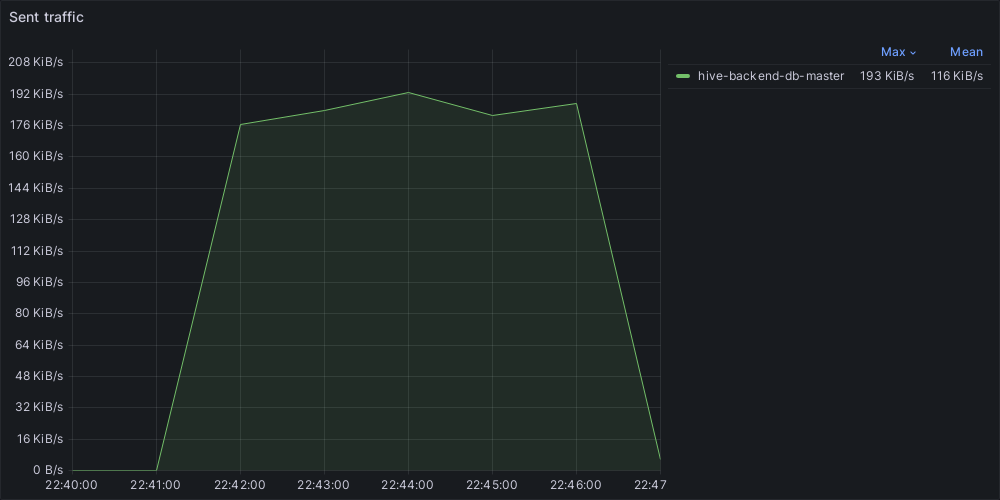 Sent traffic
Max Mean
hive-backend-db-master 193 KiB/s 116 KiB/s
208 KiB/s
192 KiB/s
176 KiB/s
160 KiB/s
144 KiB/s
128 KiB/s
112 KiB/s
96 KiB/s
80 KiB/s
64 KiB/s
48 KiB/s
32 KiB/s
16 KiB/s
0 B/s
22:40:00 22:41:00 22:42:00 22:43:00 22:44:00 22:45:00 22:46:00 22:47